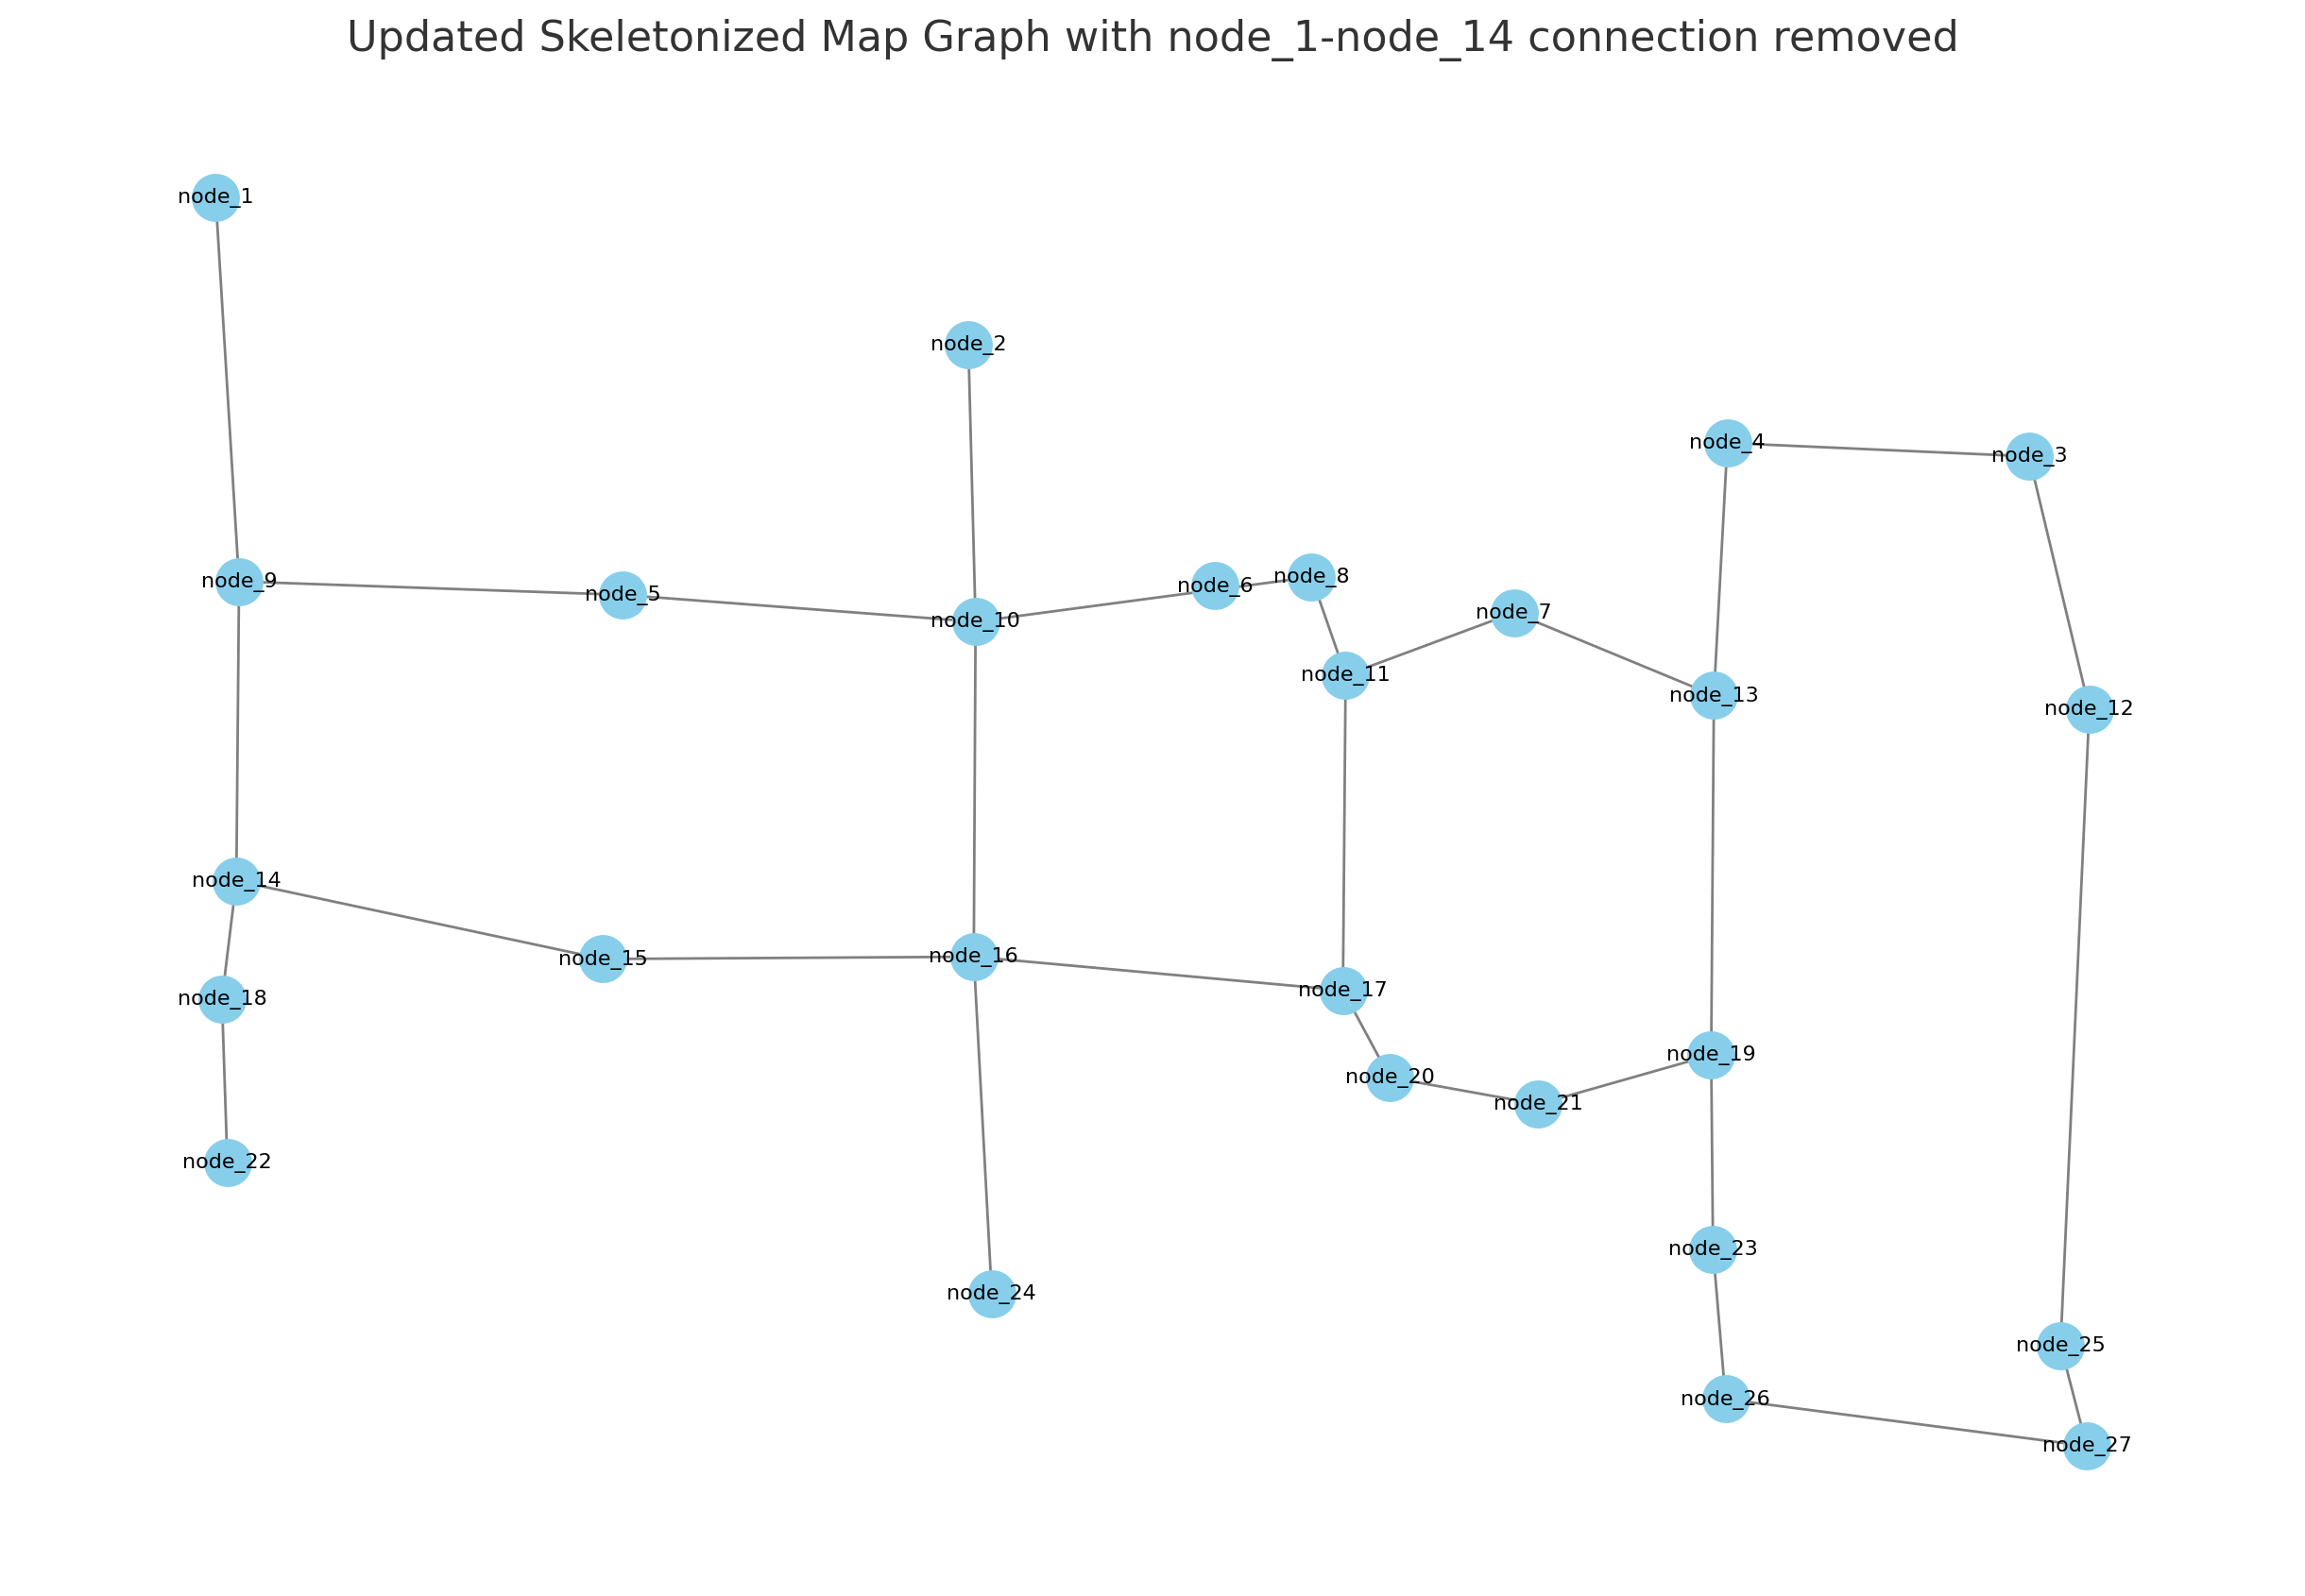 Updated Skeletonized Map Graph with node_1-node_14 connection removed
node_1
node_2
node_4
node_3
node_9
node_5
node_10
node_6
node_8
node_7
node_11
node_13
node_12
node_14
node_15
node_16
node_17
node_18
node_19
node_20
node_21
node_22
node_23
node_24
node_25
node_26
node_27